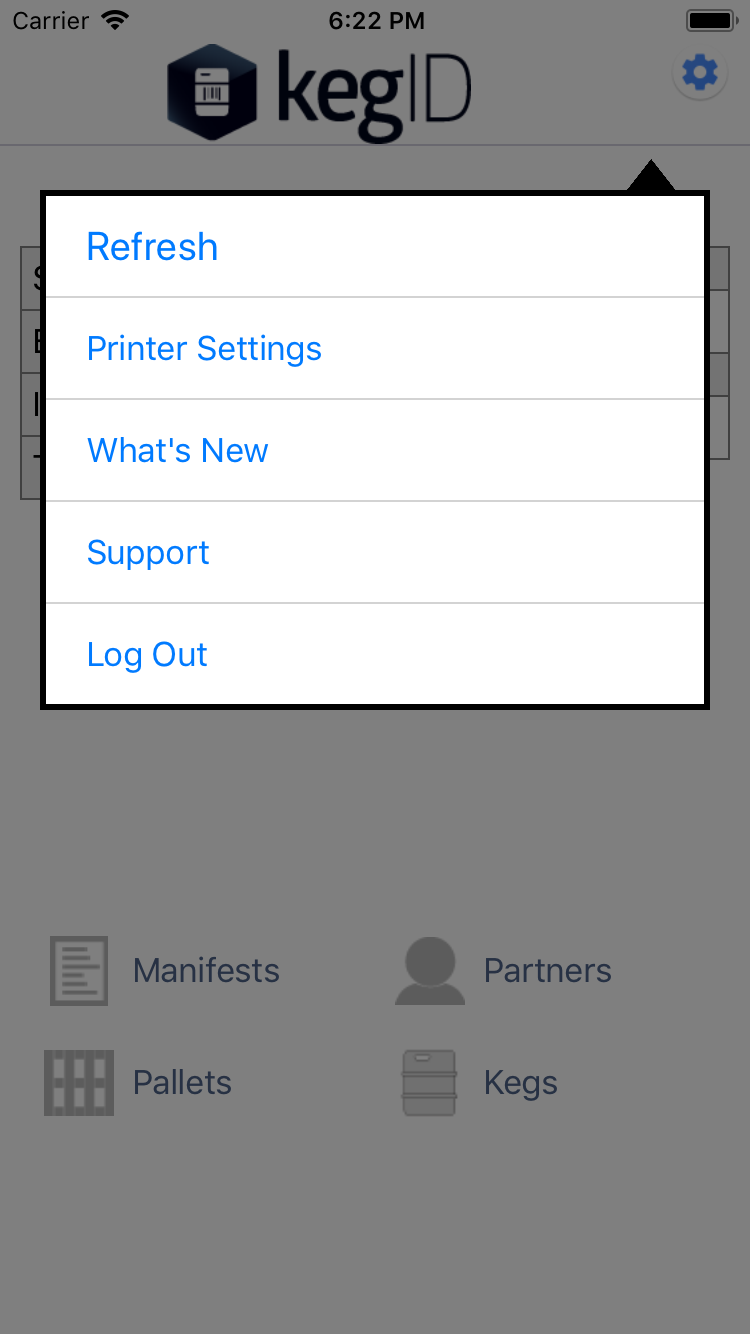 Carrier 6:22 PM
kegID
Refresh
Printer Settings
What's New
Support
Log Out
Manifests Partners
Pallets Kegs